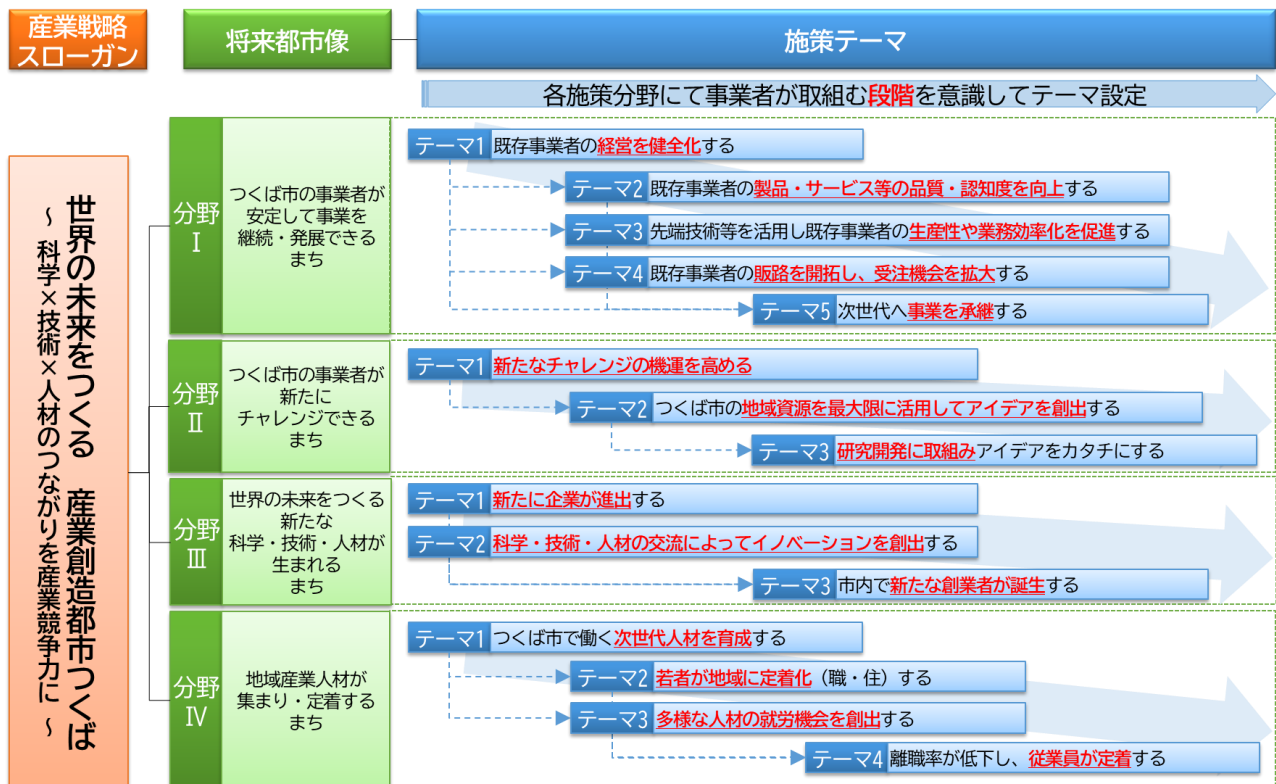 産業戦略
スローガン
将来都市像
施策テーマ
各施策分野にて事業者が取組む段階を意識してテーマ設定
世界の未来をつくる　産業創造都市つくば
～ 科学×技術×人材のつながりを産業競争力に ～
分野
Ⅰ
つくば市の事業者が
安定して事業を
継続・発展できる
まち
テーマ1 既存事業者の経営を健全化する
テーマ2 既存事業者の製品・サービス等の品質・認知度を向上する
テーマ3 先端技術等を活用し既存事業者の生産性や業務効率化を促進する
テーマ4 既存事業者の販路を開拓し、受注機会を拡大する
テーマ5 次世代へ事業を承継する
分野
Ⅱ
つくば市の事業者が
新たに
チャレンジできる
まち
テーマ1 新たなチャレンジの機運を高める
テーマ2 つくば市の地域資源を最大限に活用してアイデアを創出する
テーマ3 研究開発に取組みアイデアをカタチにする
分野
Ⅲ
世界の未来をつくる
新たな
科学・技術・人材が
生まれる
まち
テーマ1 新たに企業が進出する
テーマ2 科学・技術・人材の交流によってイノベーションを創出する
テーマ3 市内で新たな創業者が誕生する
分野
Ⅳ
地域産業人材が
集まり・定着する
まち
テーマ1 つくば市で働く次世代人材を育成する
テーマ2 若者が地域に定着化（職・住）する
テーマ3 多様な人材の就労機会を創出する
テーマ4 離職率が低下し、従業員が定着する